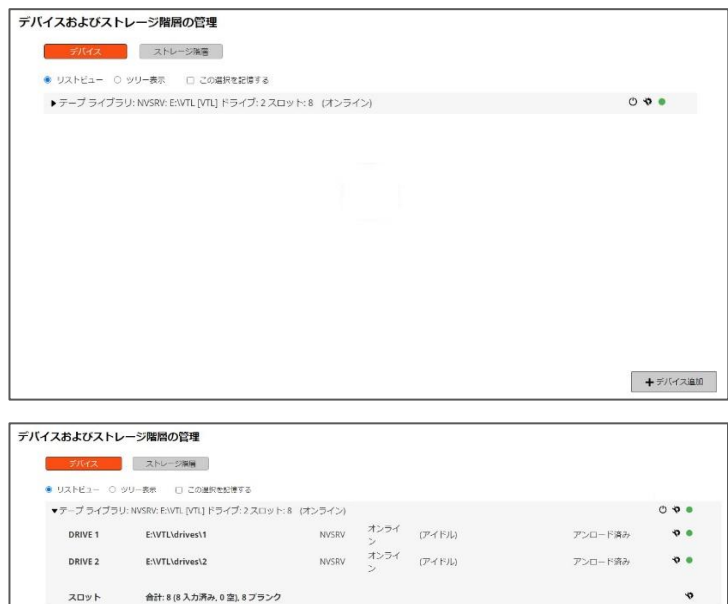 デバイスおよびストレージ階層の管理
デバイス ストレージ階層
リストビュー ツリー表示 この選択を記憶する
テープ ライブラリ: NVSRV: E:\VTL [VTL] ドライブ: 2 スロット: 8 (オンライン)
デバイス追加
デバイスおよびストレージ階層の管理
デバイス ストレージ階層
リストビュー ツリー表示 この選択を記憶する
テープ ライブラリ: NVSRV: E:\VTL [VTL] ドライブ: 2 スロット: 8 (オンライン)
DRIVE 1 E:\VTL\drives\1 NVSRV オンライン (アイドル) アンロード済み
DRIVE 2 E:\VTL\drives\2 NVSRV オンライン (アイドル) アンロード済み
スロット 合計: 8 (8 入力済み, 0 空), 8 ブランク